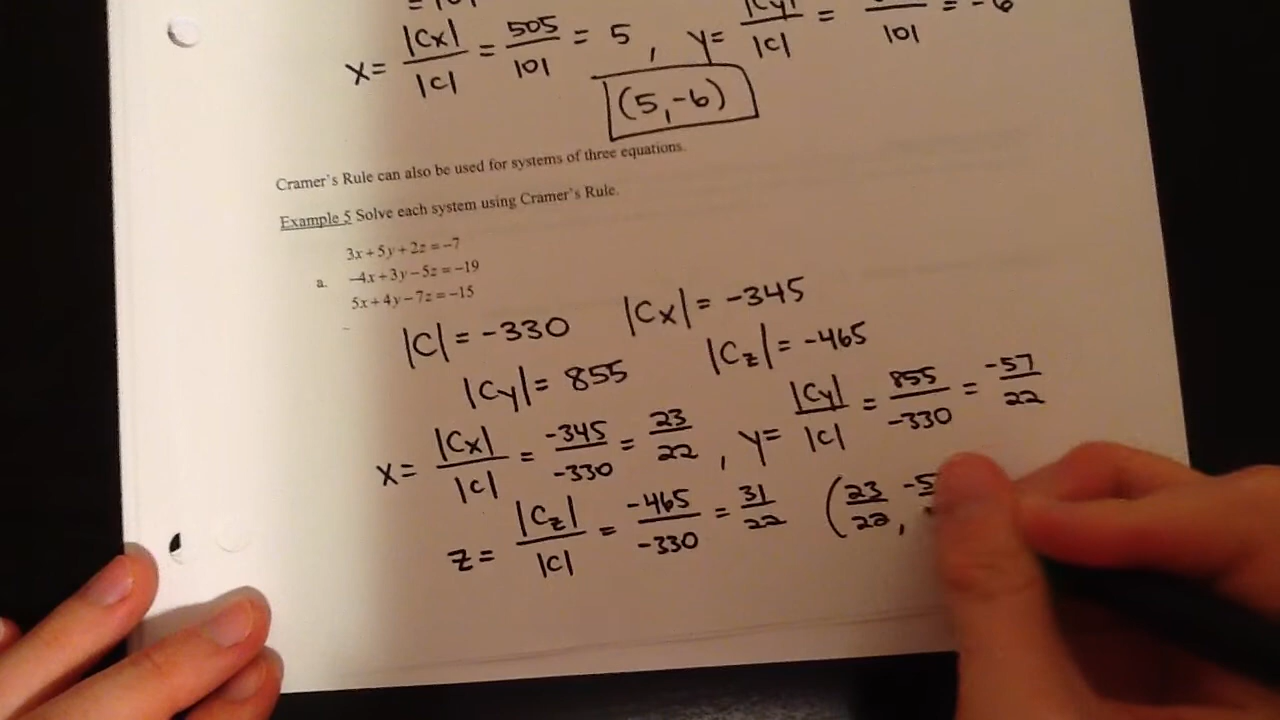 x= |Cx| / |C| = 505 / 101 = 5 , y= |Cy| / |C| = / 101 = -6
(5,-6)
Cramer's Rule can also be used for systems of three equations.
Example 5 Solve each system using Cramer's Rule.
3x+5y+2z=-7
a. -4x+3y-5z=-19
5x+4y-7z=-15
|C|= -330 |Cx|= -345
|Cy|= 855 |Cz|= -465
x= |Cx| / |C| = -345 / -330 = 23 / 22 , y= |Cy| / |C| = 855 / -330 = -57 / 22
z= |Cz| / |C| = -465 / -330 = 31 / 22 (23 / 22, -5